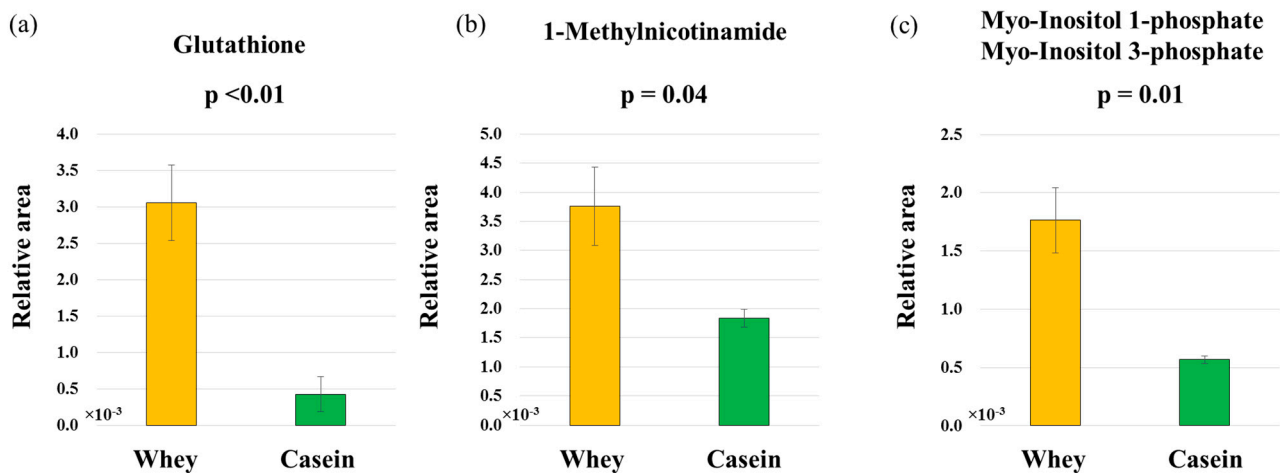 (a)
Glutathione
p <0.01
Relative area
4.0
3.5
3.0
2.5
2.0
1.5
1.0
0.5
0.0
×10-3
Whey
Casein
(b)
1-Methylnicotinamide
p = 0.04
Relative area
5.0
4.5
4.0
3.5
3.0
2.5
2.0
1.5
1.0
0.5
0.0
×10-3
Whey
Casein
(c)
Myo-Inositol 1-phosphate
Myo-Inositol 3-phosphate
p = 0.01
Relative area
2.5
2.0
1.5
1.0
0.5
0.0
×10-3
Whey
Casein